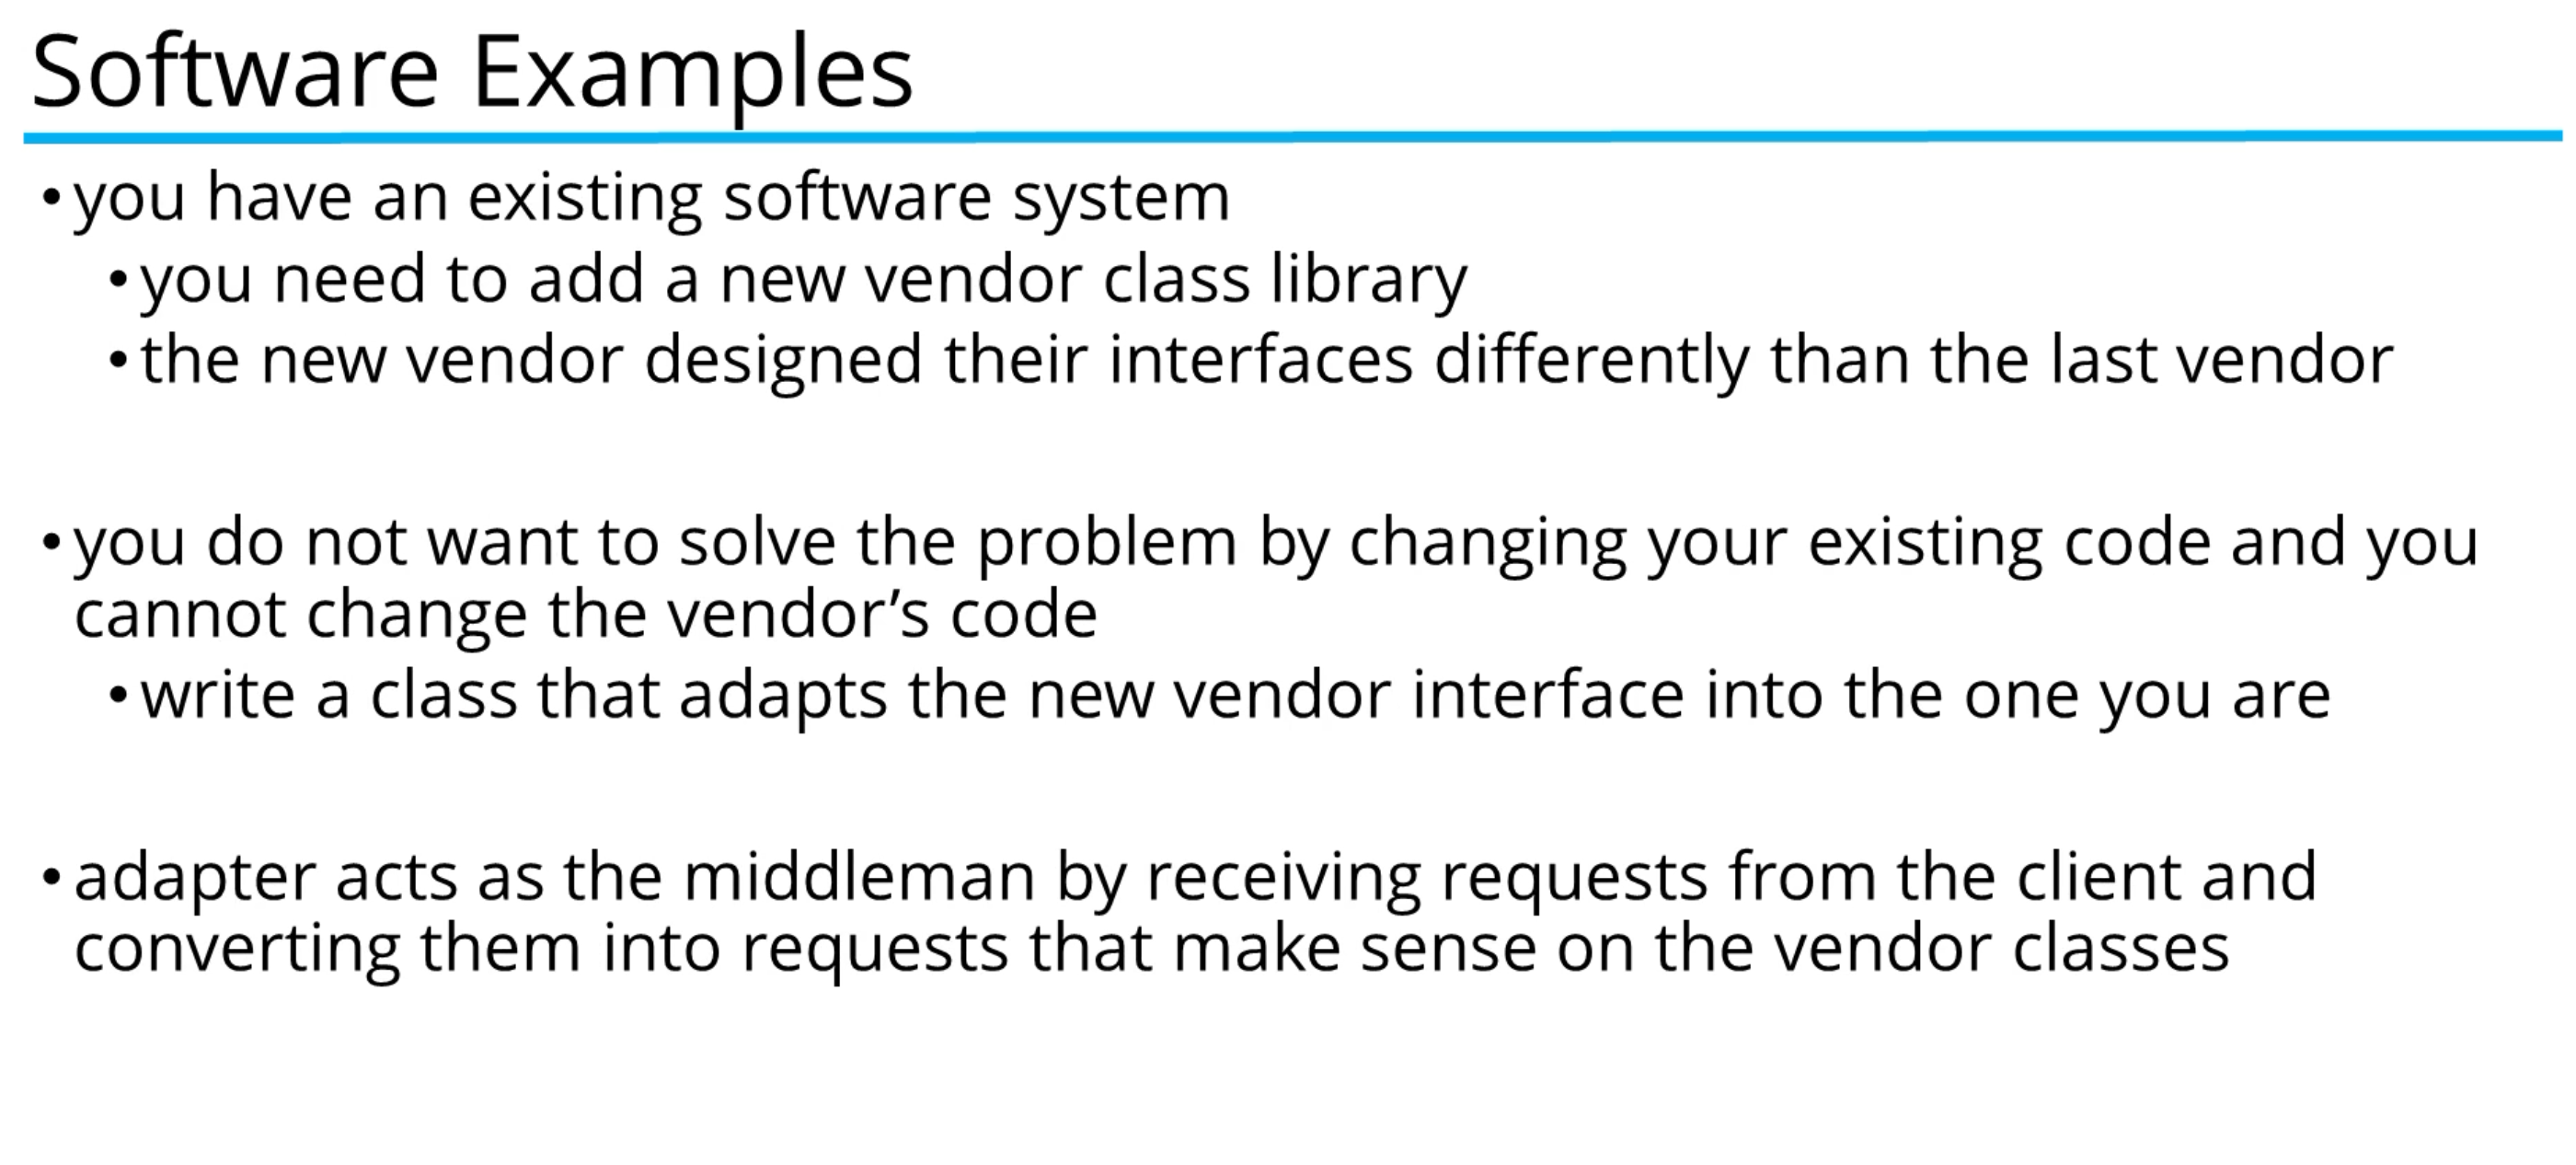 Software Examples
• you have an existing software system
• you need to add a new vendor class library
• the new vendor designed their interfaces differently than the last vendor
• you do not want to solve the problem by changing your existing code and you
cannot change the vendor’s code
• write a class that adapts the new vendor interface into the one you are
• adapter acts as the middleman by receiving requests from the client and
converting them into requests that make sense on the vendor classes